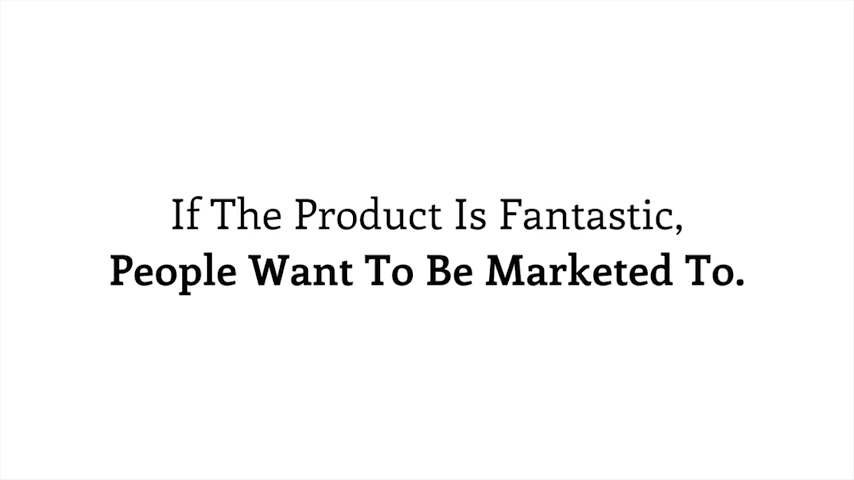 If The Product Is Fantastic,
People Want To Be Marketed To.